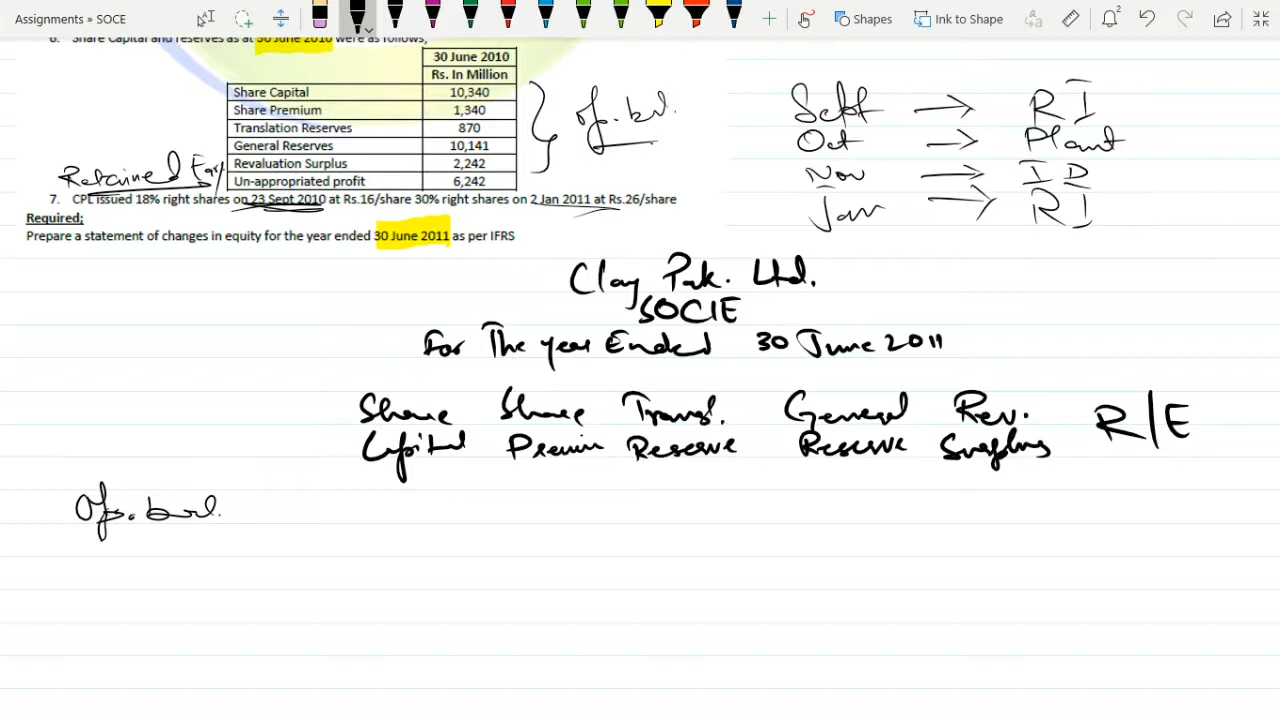 Assignments » SOCE
Shapes
Ink to Shape
2
6. Share Capital and reserves as at 30 June 2010 were as follows;
30 June 2010
Rs. In Million
Share Capital 10,340
Share Premium 1,340
Translation Reserves 870
General Reserves 10,141
Revaluation Surplus 2,242
Un-appropriated profit 6,242
Op. bal.
Retained Ear
Sept → RI
Oct → Plant
Nov → ID
Jan → RI
7. CPL issued 18% right shares on 23 Sept 2010 at Rs.16/share 30% right shares on 2 Jan 2011 at Rs.26/share
Required;
Prepare a statement of changes in equity for the year ended 30 June 2011 as per IFRS
Clay Pak. Ltd.
SOCIE
For The year Ended 30 June 2011
Share Share Transl. General Rev. R/E
Capital Premium Reserve Reserve Surplus
Op. bal.